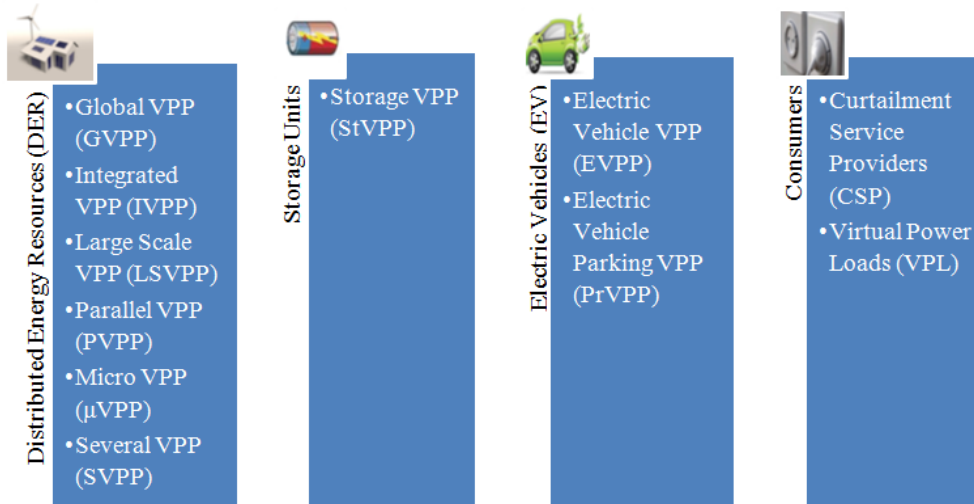 Distributed Energy Resources (DER)
•Global VPP
(GVPP)
•Integrated
VPP (IVPP)
•Large Scale
VPP (LSVPP)
•Parallel VPP
(PVPP)
•Micro VPP
(µVPP)
•Several VPP
(SVPP)
Storage Units
•Storage VPP
(StVPP)
Electric Vehicles (EV)
•Electric
Vehicle VPP
(EVPP)
•Electric
Vehicle
Parking VPP
(PrVPP)
Consumers
•Curtailment
Service
Providers
(CSP)
•Virtual Power
Loads (VPL)